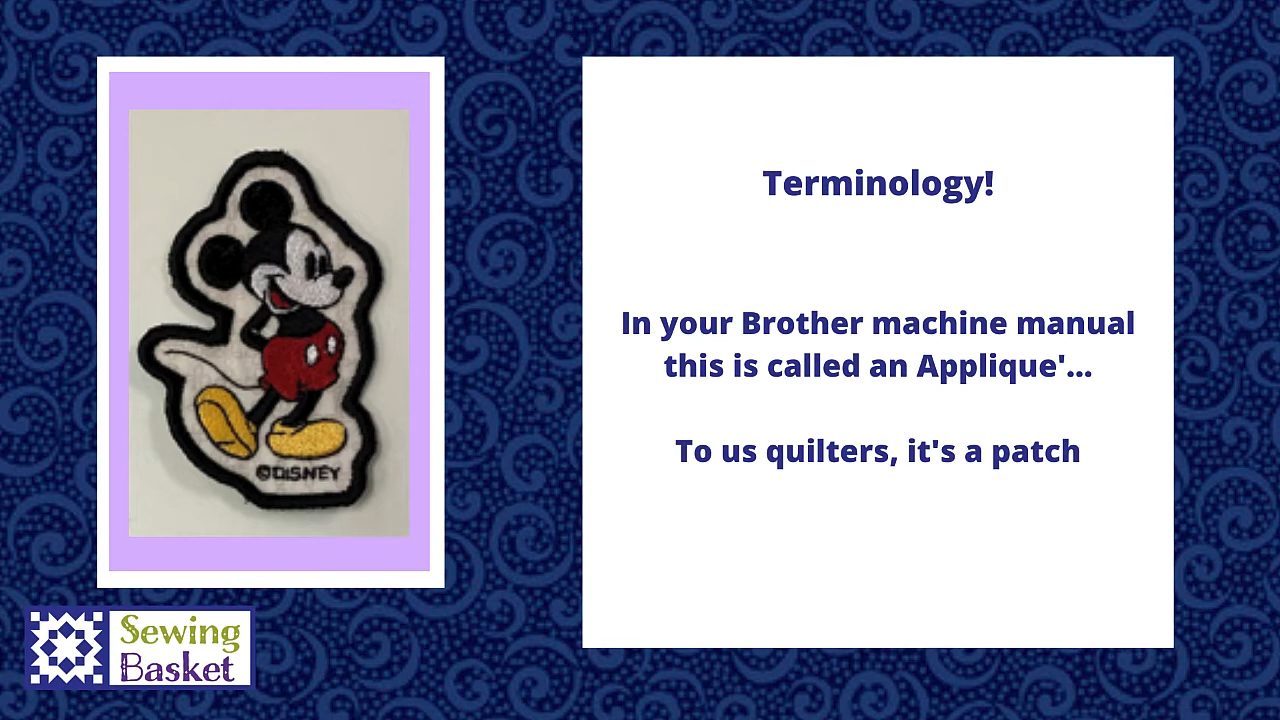 Terminology!
In your Brother machine manual
this is called an Applique'...
To us quilters, it's a patch
©DISNEY
Sewing
Basket